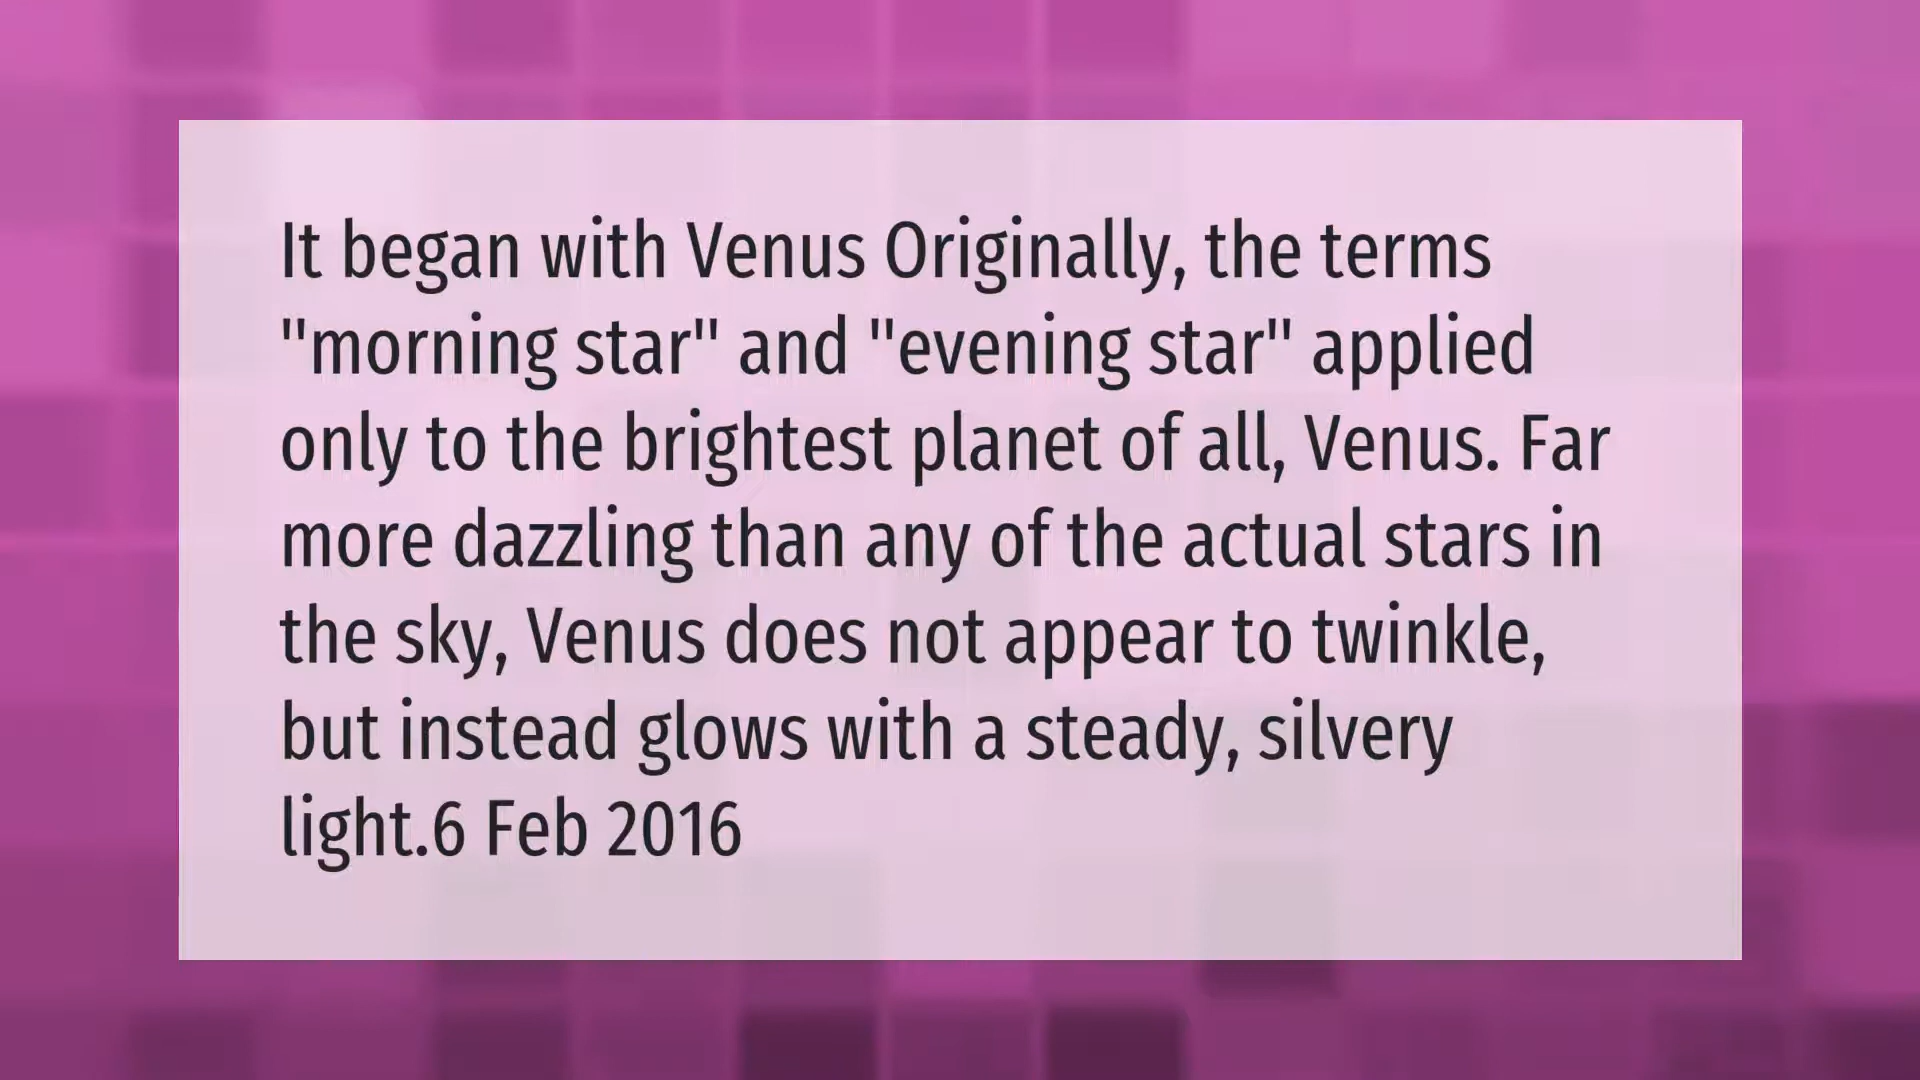 It began with Venus Originally, the terms
"morning star" and "evening star" applied
only to the brightest planet of all, Venus. Far
more dazzling than any of the actual stars in
the sky, Venus does not appear to twinkle,
but instead glows with a steady, silvery
light.6 Feb 2016